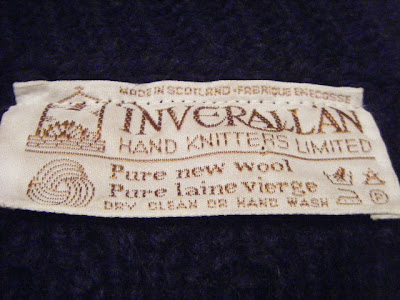 MADE IN SCOTLAND · FABRIQUE EN ECOSSE
INVERALLAN
HAND KNITTERS LIMITED
Pure new wool
Pure laine vierge
DRY CLEAN OR HAND WASH
P